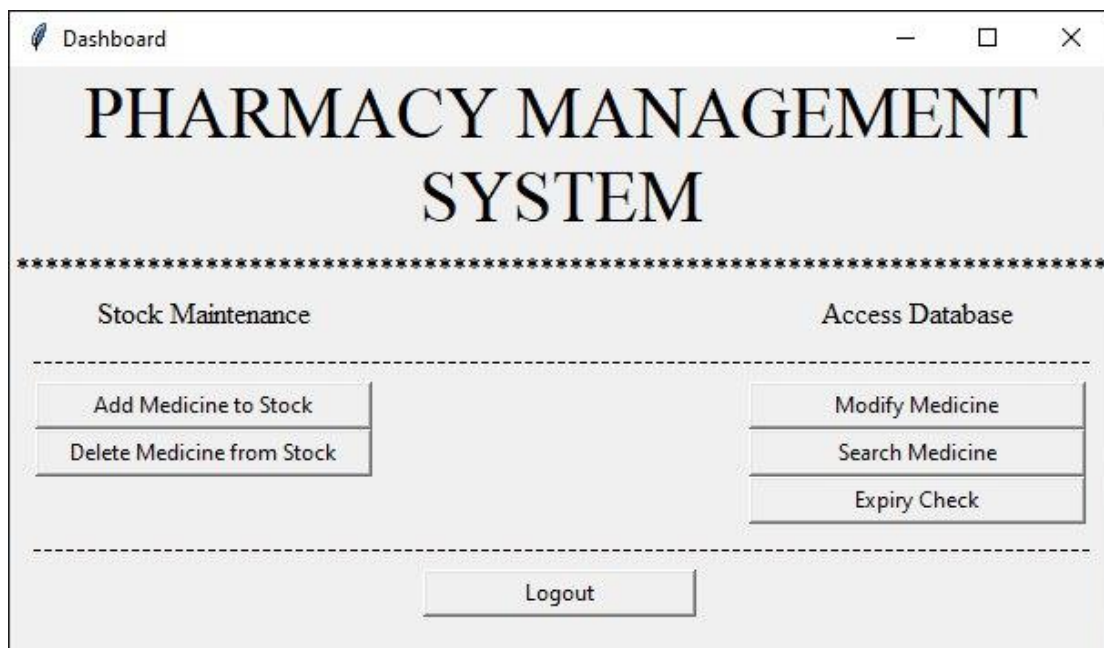 Dashboard
PHARMACY MANAGEMENT
SYSTEM
***************************************************************************
Stock Maintenance Access Database
----------------------------------------------------------------------------------------------------
Add Medicine to Stock Modify Medicine
Delete Medicine from Stock Search Medicine
Expiry Check
----------------------------------------------------------------------------------------------------
Logout